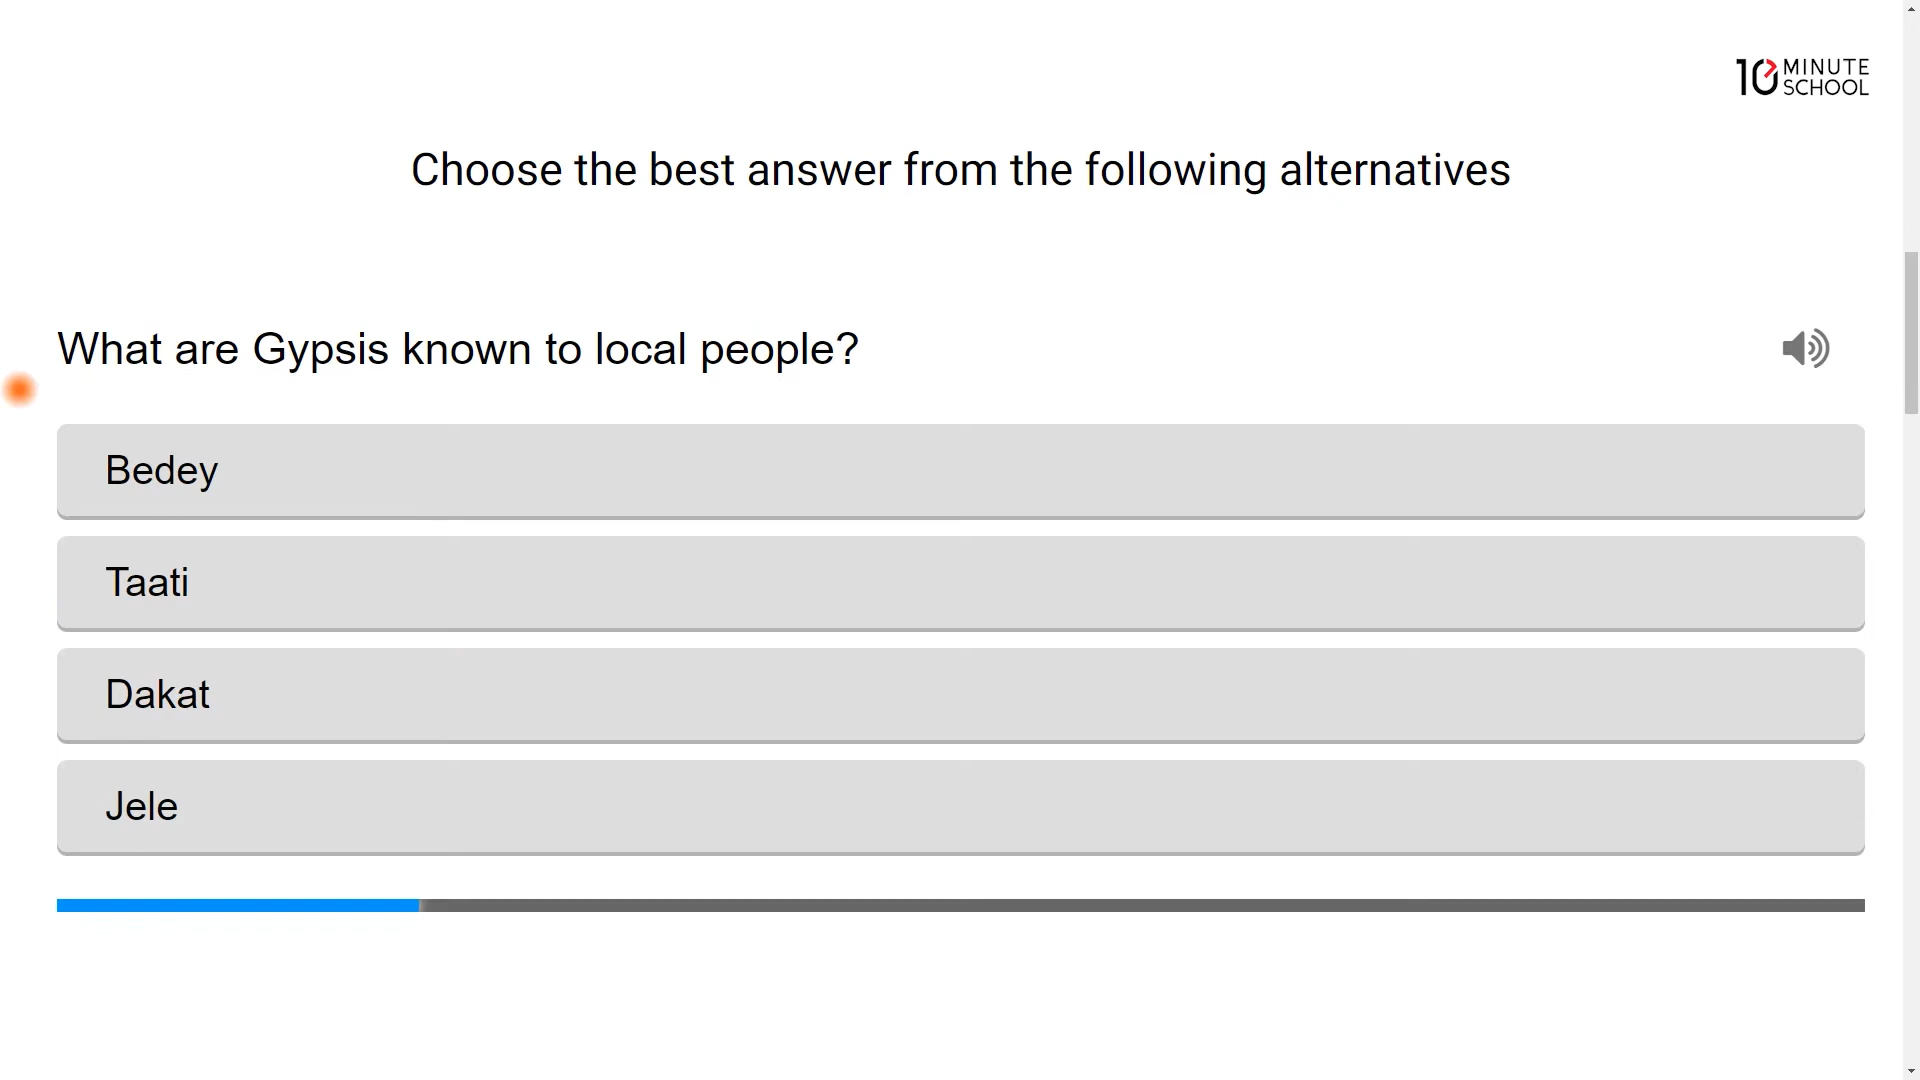 10 MINUTE
SCHOOL
Choose the best answer from the following alternatives
What are Gypsis known to local people?
Bedey
Taati
Dakat
Jele